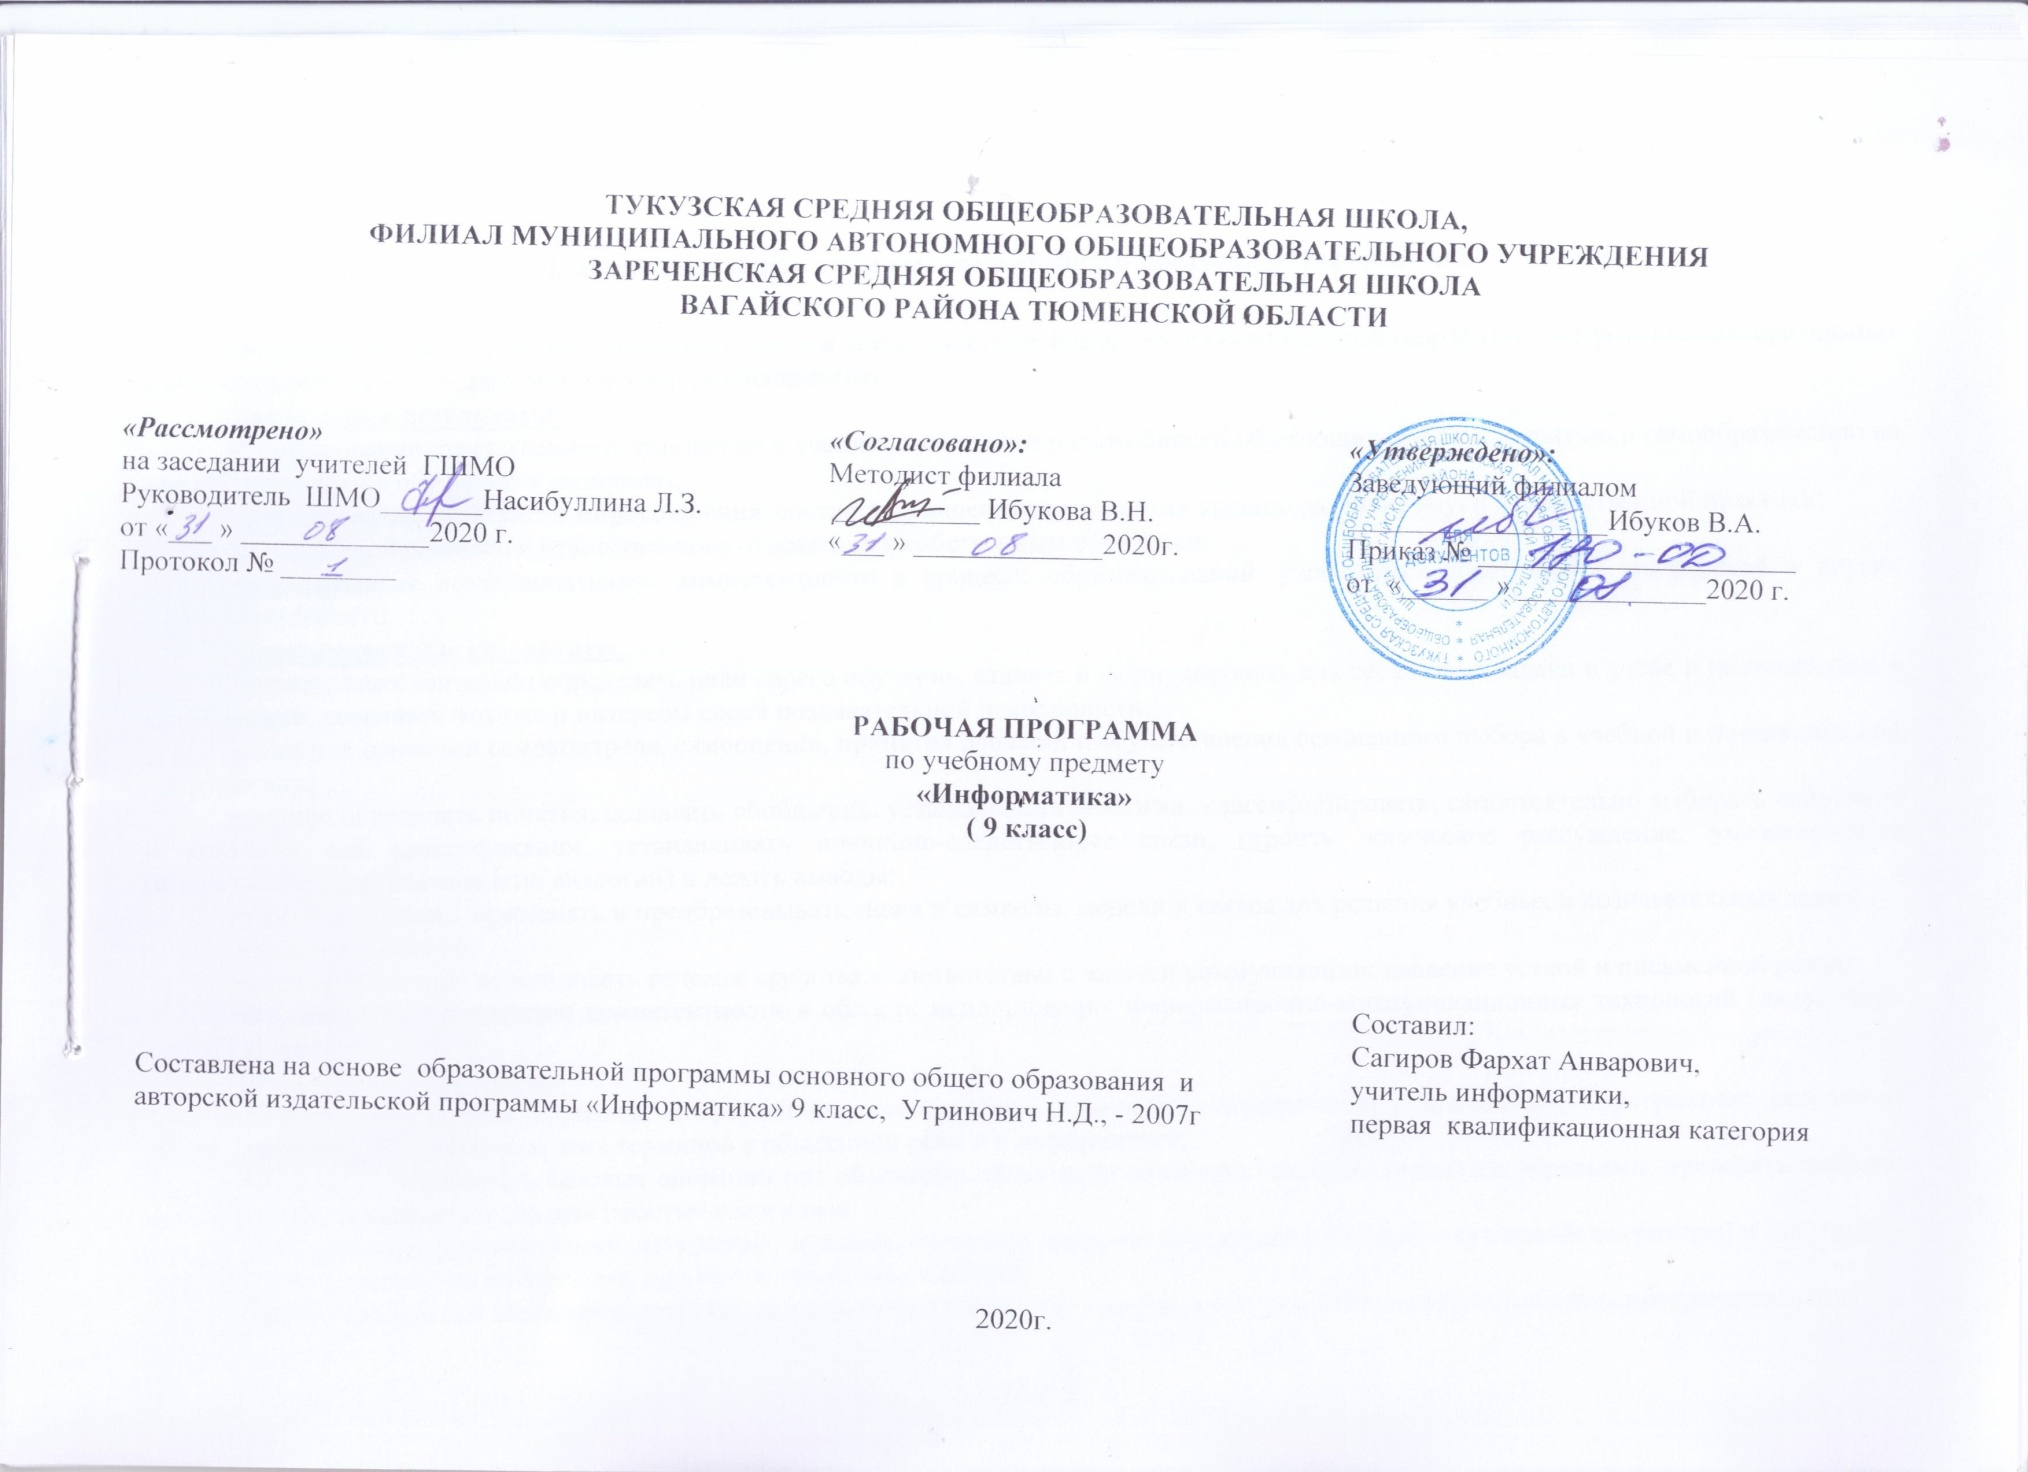 ТУКУЗСКАЯ СРЕДНЯЯ ОБЩЕОБРАЗОВАТЕЛЬНАЯ ШКОЛА,
ФИЛИАЛ МУНИЦИПАЛЬНОГО АВТОНОМНОГО ОБЩЕОБРАЗОВАТЕЛЬНОГО УЧРЕЖДЕНИЯ
ЗАРЕЧЕНСКАЯ СРЕДНЯЯ ОБЩЕОБРАЗОВАТЕЛЬНАЯ ШКОЛА
ВАГАЙСКОГО РАЙОНА ТЮМЕНСКОЙ ОБЛАСТИ
«Рассмотрено»
на заседании учителей ГШМО
Руководитель ШМО Насибуллина Л.З.
от « 31 » 08 2020 г.
Протокол № 1
«Согласовано»:
Методист филиала
Ибукова В.Н.
« 31 » 08 2020г.
«Утверждено»:
Заведующий филиалом
Ибуков В.А.
Приказ №
от « 31 » 08. 2020 г.
ДЛЯ
ДОКУМЕНТОВ
РАБОЧАЯ ПРОГРАММА
по учебному предмету
«Информатика»
( 9 класс)
Составлена на основе образовательной программы основного общего образования и
авторской издательской программы «Информатика» 9 класс, Угринович Н.Д., - 2007г
Составил:
Сагиров Фархат Анварович,
учитель информатики,
первая квалификационная категория
2020г.